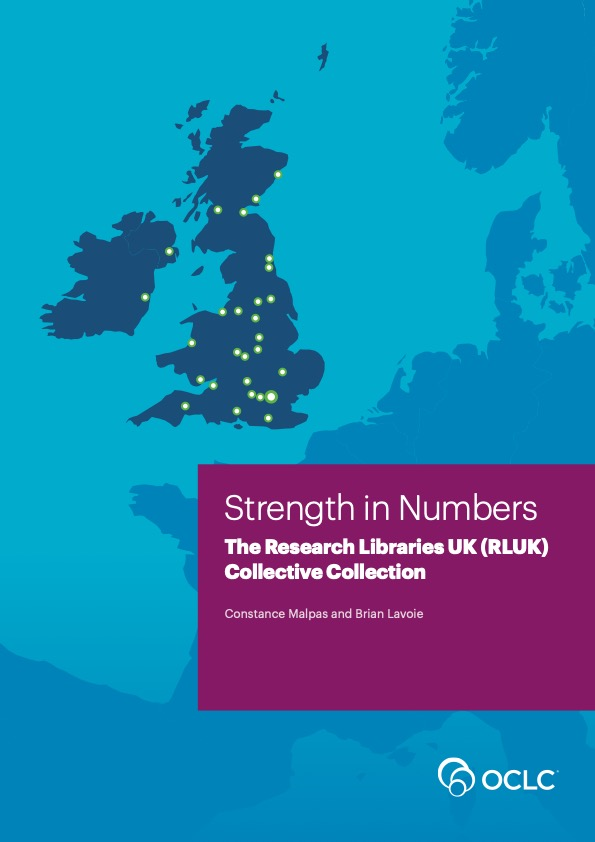 Strength in Numbers
The Research Libraries UK (RLUK)
Collective Collection
Constance Malpas and Brian Lavoie
OCLC